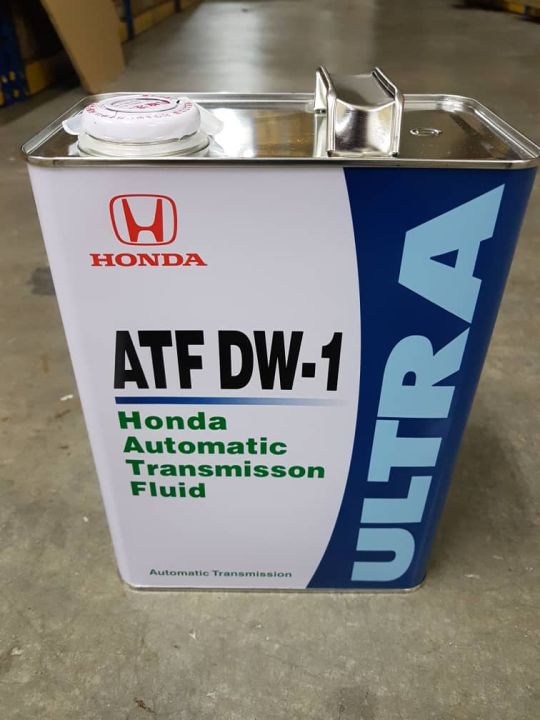 HONDA
ATF DW-1
Honda
Automatic
Transmisson
Fluid
Automatic Transmission
ULTRA